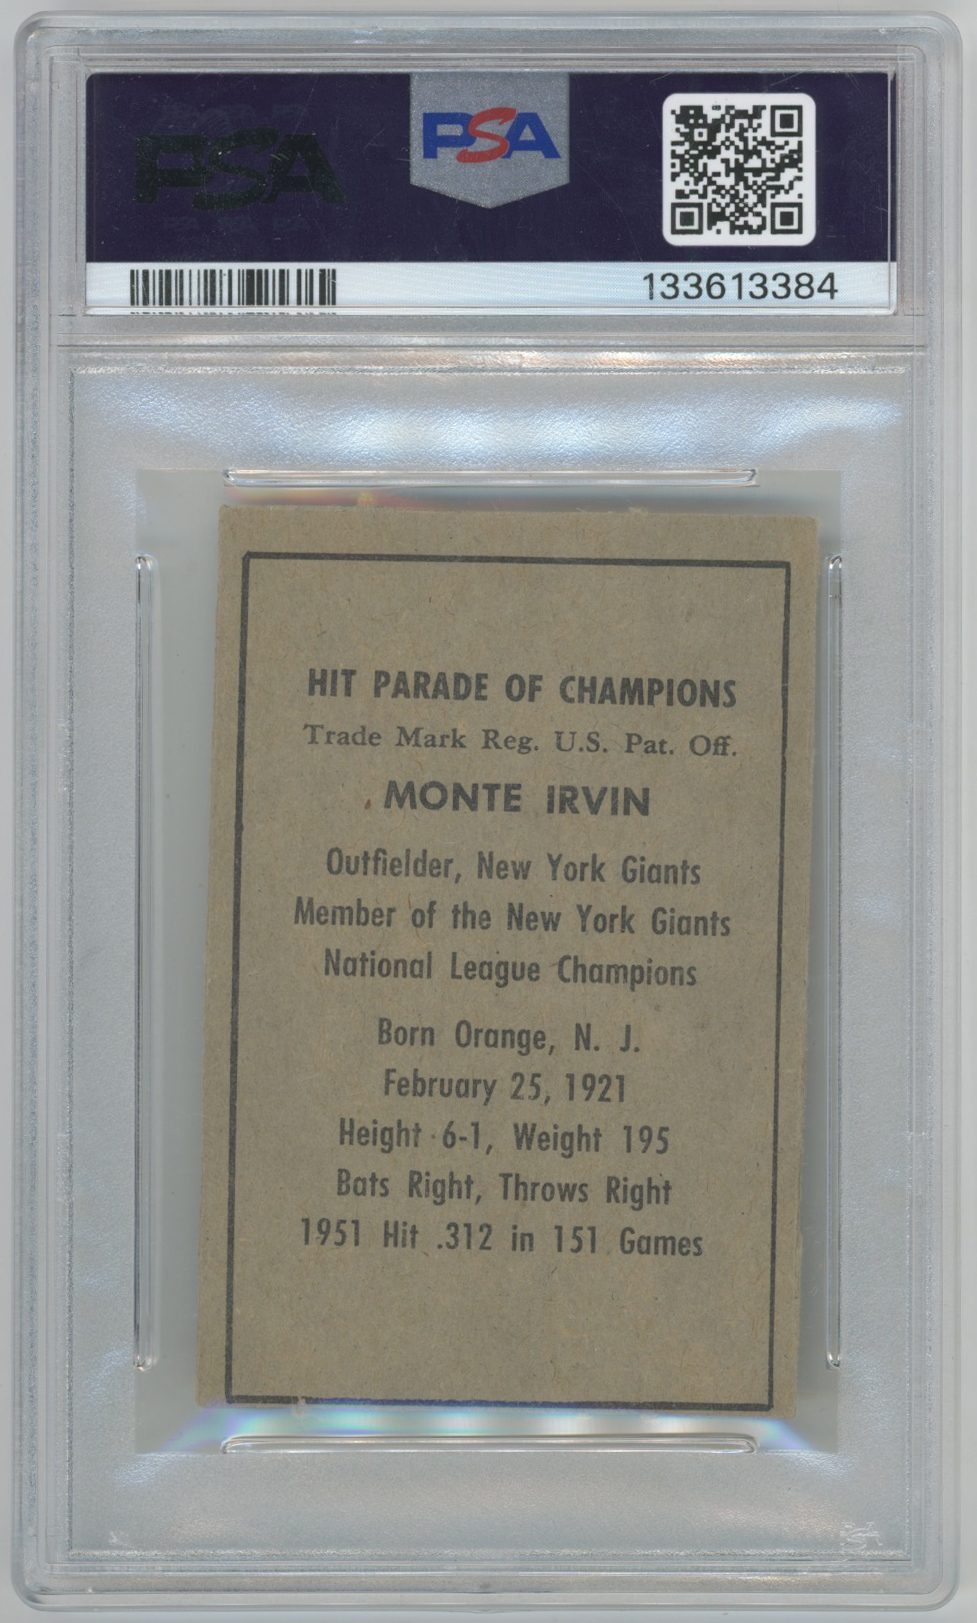 PSA
PSA
133613384
HIT PARADE OF CHAMPIONS
Trade Mark Reg. U.S. Pat. Off.
MONTE IRVIN
Outfielder, New York Giants
Member of the New York Giants
National League Champions
Born Orange, N. J.
February 25, 1921
Height 6-1, Weight 195
Bats Right, Throws Right
1951 Hit .312 in 151 Games